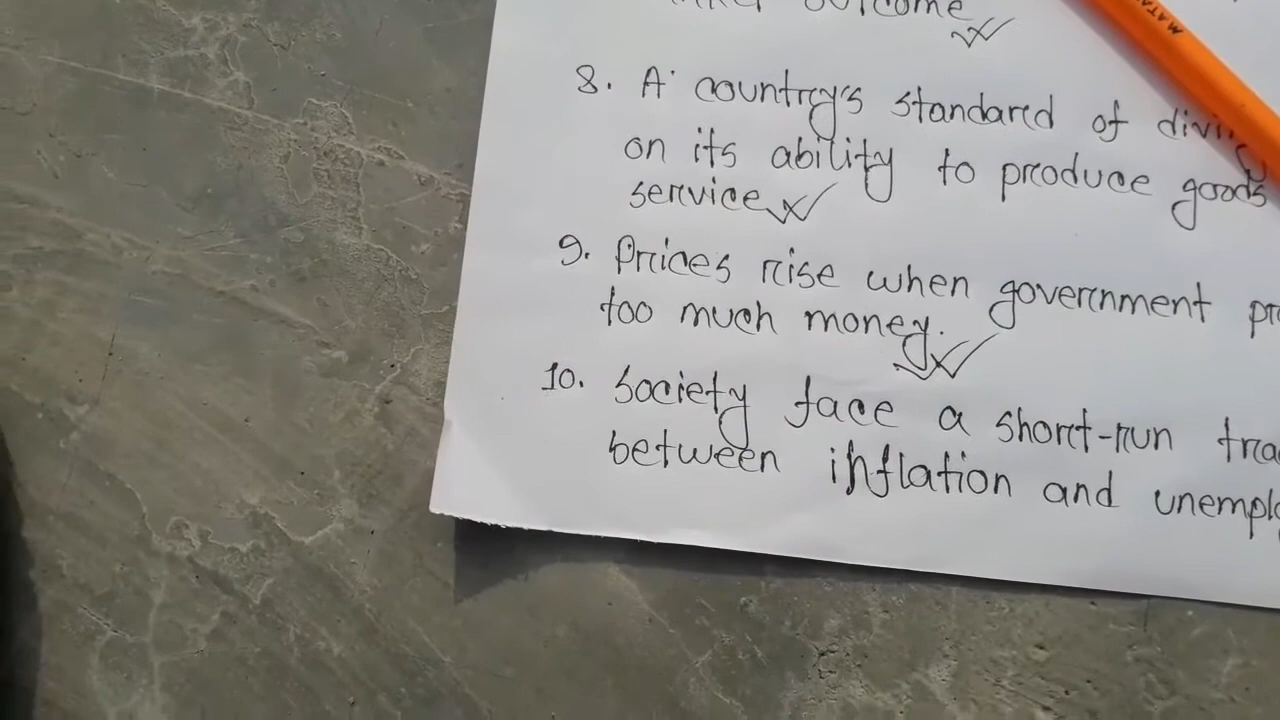 outcome
8. A country's standard of
on its ability to produce goods
service
9. Prices rise when government
too much money.
10. Society face a short-run
between inflation and
MATA